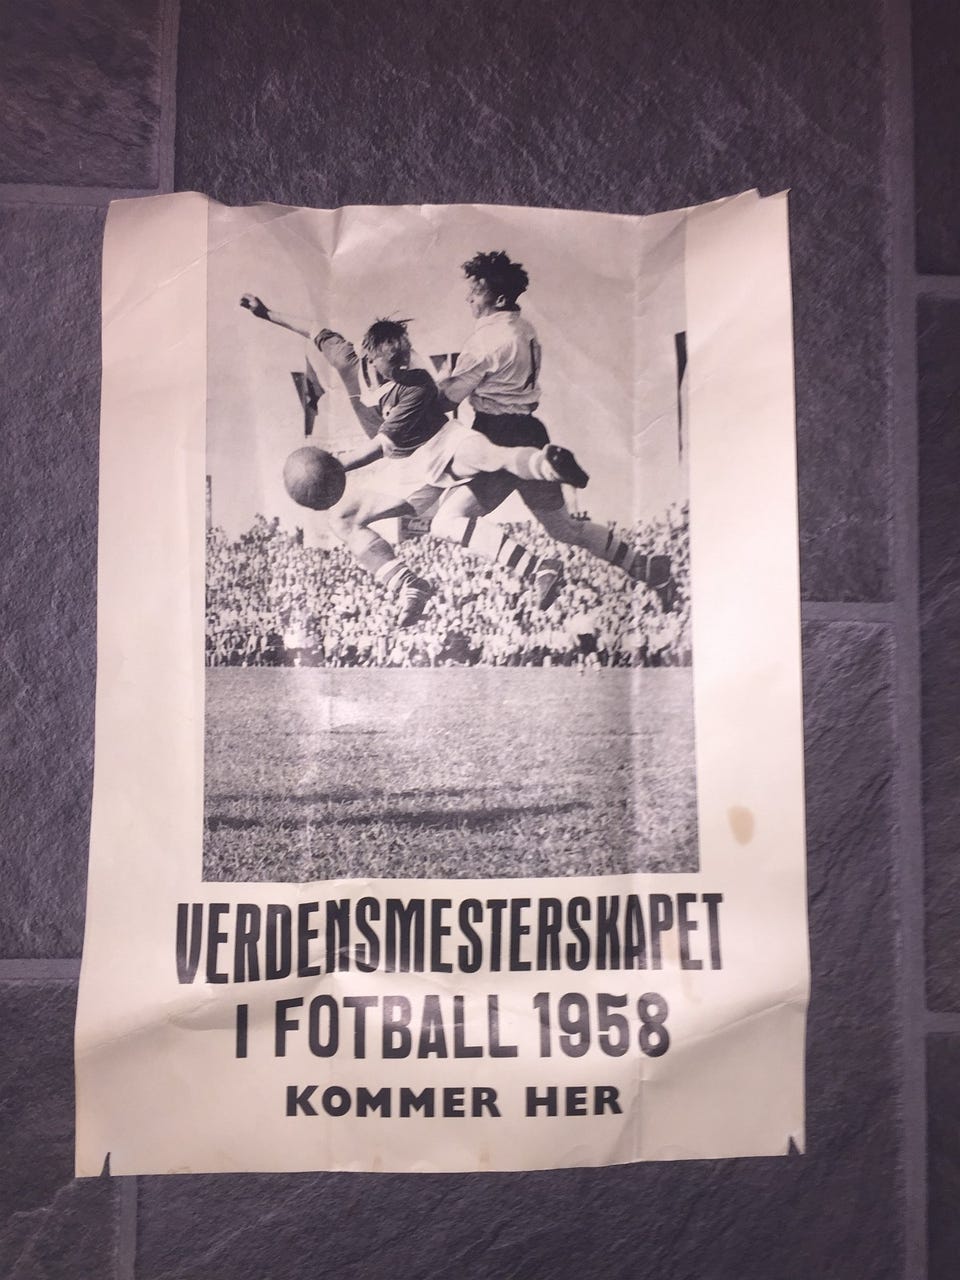 VERDENSMESTERSKAPET
I FOTBALL 1958
KOMMER HER